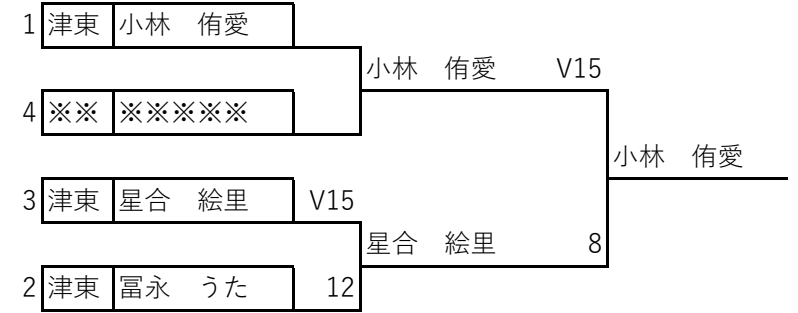 1 津東 小林　侑愛
小林　侑愛 V15
4 ※※ ※※※※※
小林　侑愛
3 津東 星合　絵里 V15
星合　絵里 8
2 津東 冨永　うた 12